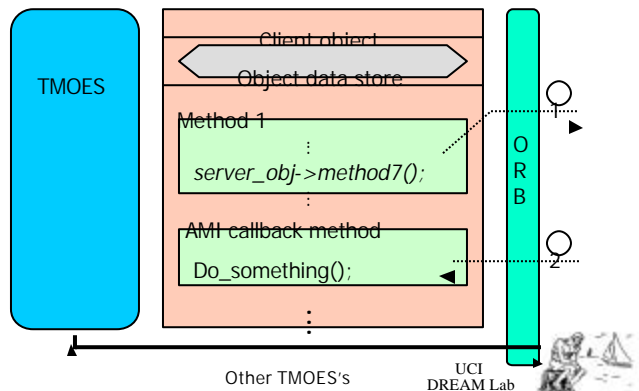 Client object
Object data store
TMOES
Method 1
⋮
server_obj->method7();
⋮
AMI callback method
Do_something();
⋮
O
R
B
1
2
Other TMOES's
UCI
DREAM Lab